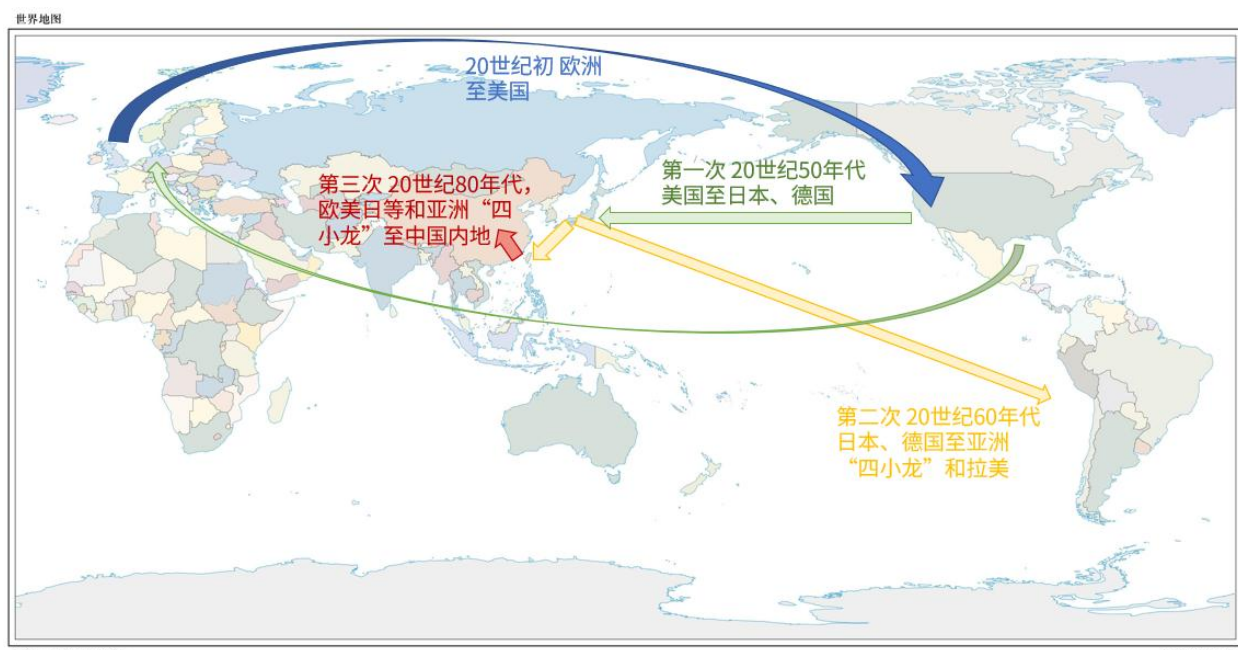 世界地图
20世纪初 欧洲
至美国
第一次 20世纪50年代
美国至日本、德国
第三次 20世纪80年代，
欧美日等和亚洲“四
小龙”至中国内地
第二次 20世纪60年代
日本、德国至亚洲
“四小龙”和拉美